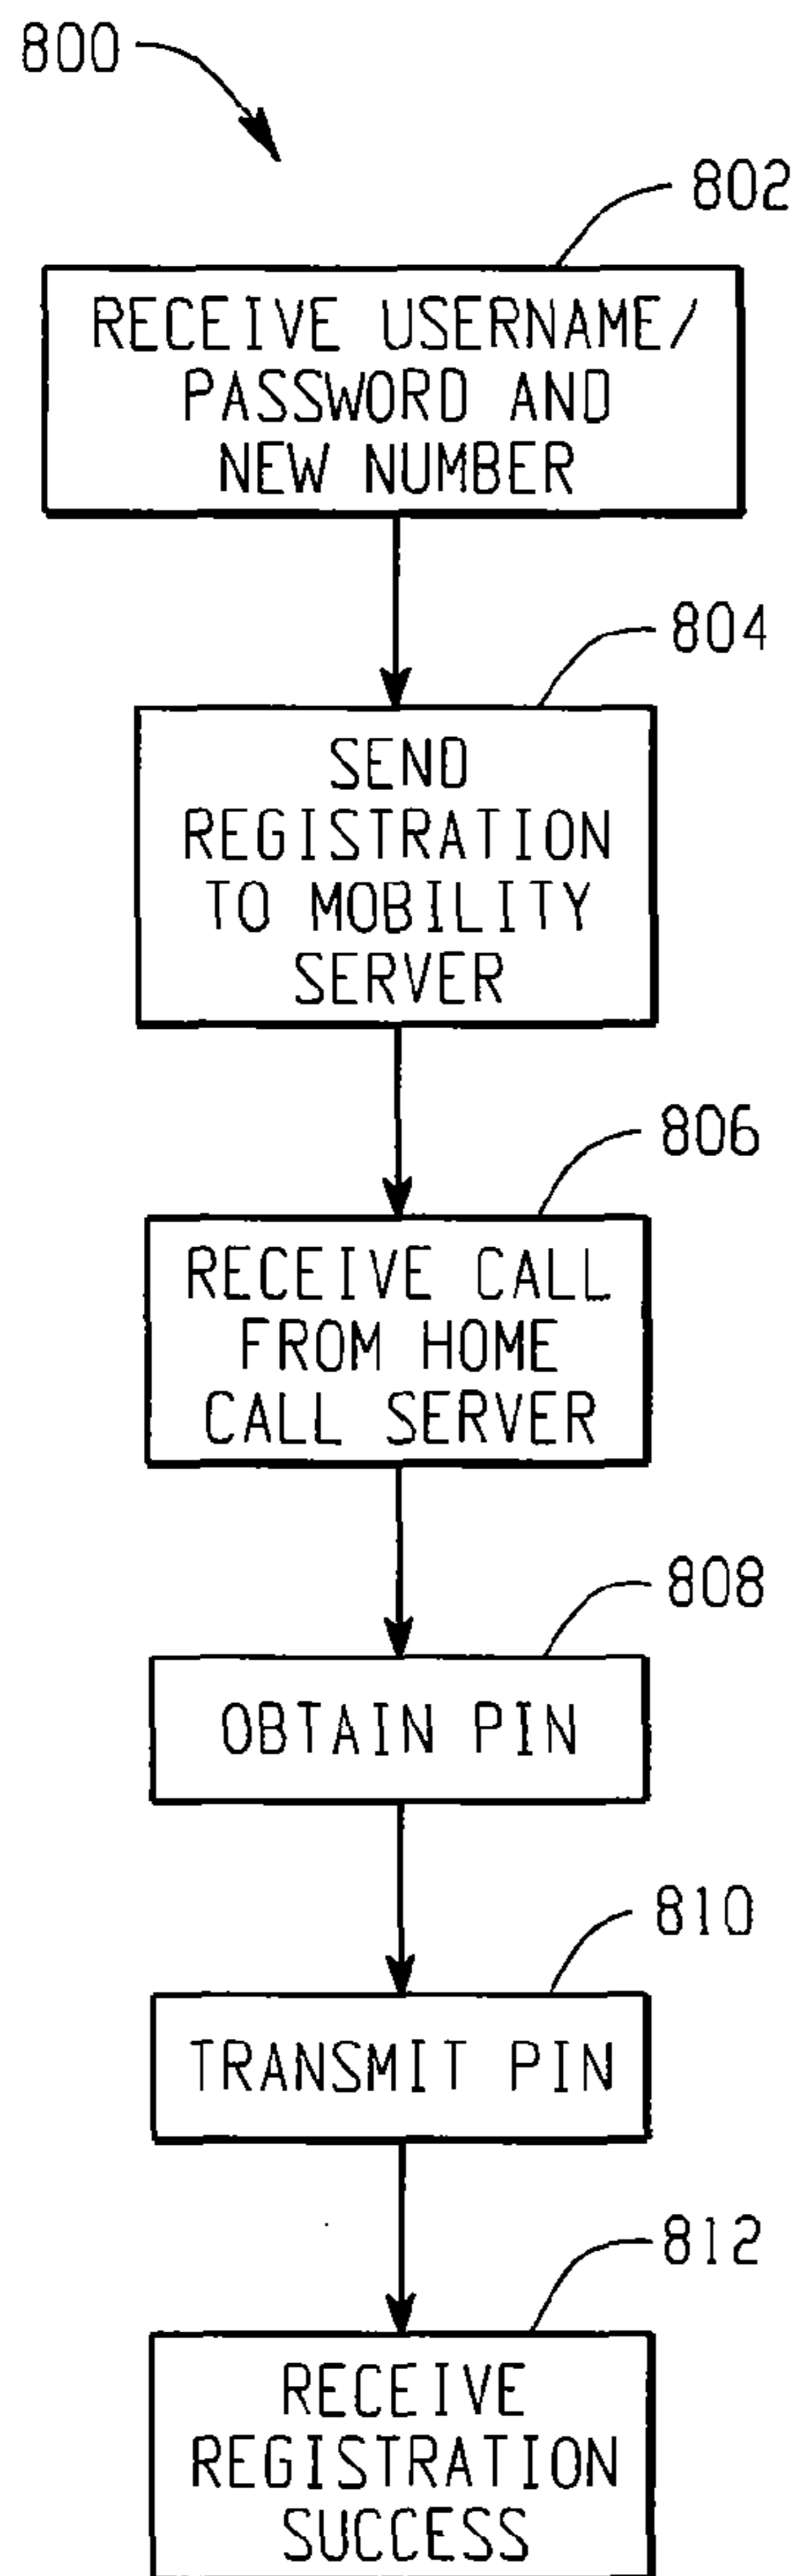 800
802
RECEIVE USERNAME/
PASSWORD AND
NEW NUMBER
804
SEND
REGISTRATION
TO MOBILITY
SERVER
806
RECEIVE CALL
FROM HOME
CALL SERVER
808
OBTAIN PIN
810
TRANSMIT PIN
812
RECEIVE
REGISTRATION
SUCCESS